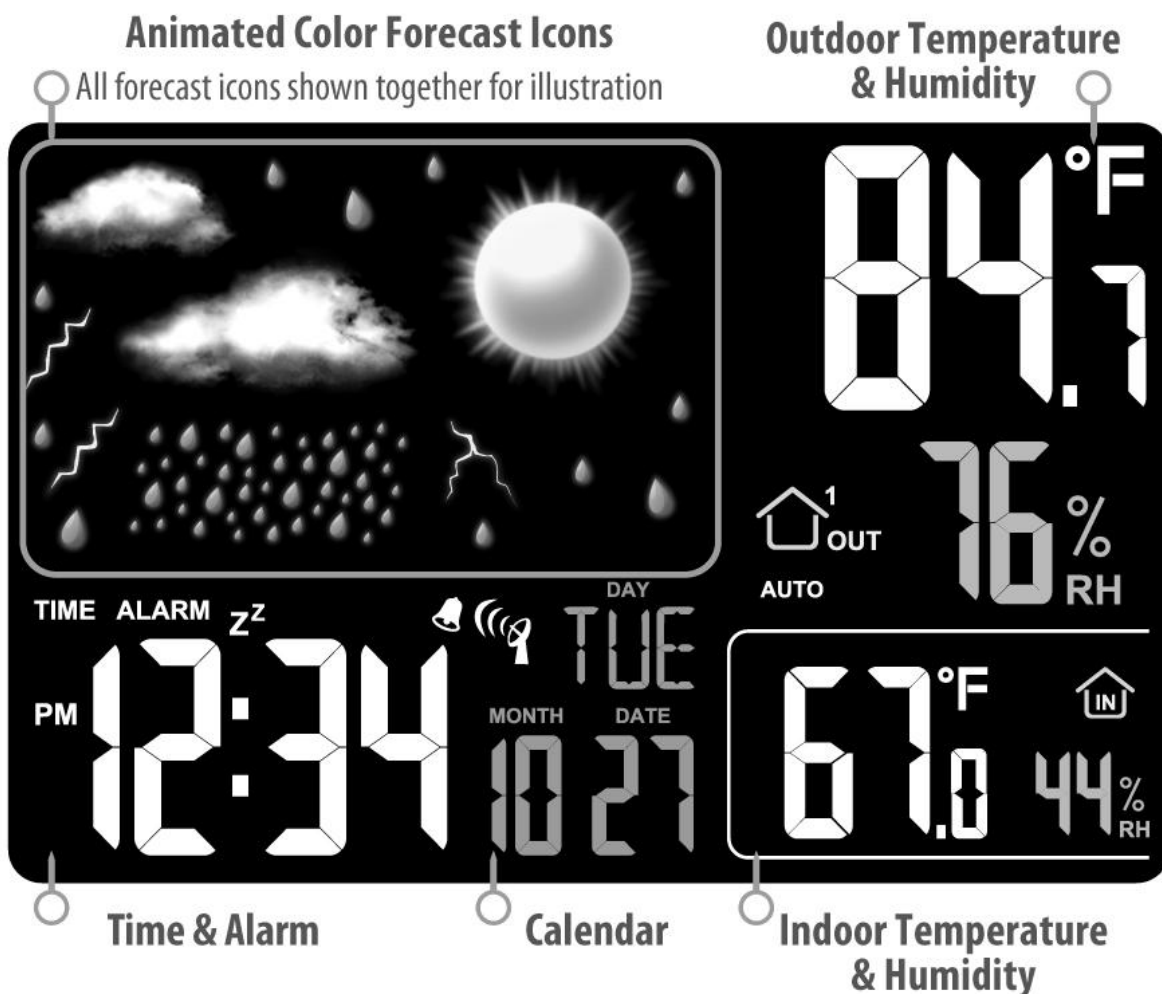 Animated Color Forecast Icons
All forecast icons shown together for illustration
Outdoor Temperature
& Humidity
84.7 °F
76 %
RH
1
OUT
AUTO
TIME ALARM Zz
PM 12:34
DAY
TUE
MONTH DATE
10 27
67.0 °F
IN
44 %
RH
Time & Alarm
Calendar
Indoor Temperature
& Humidity